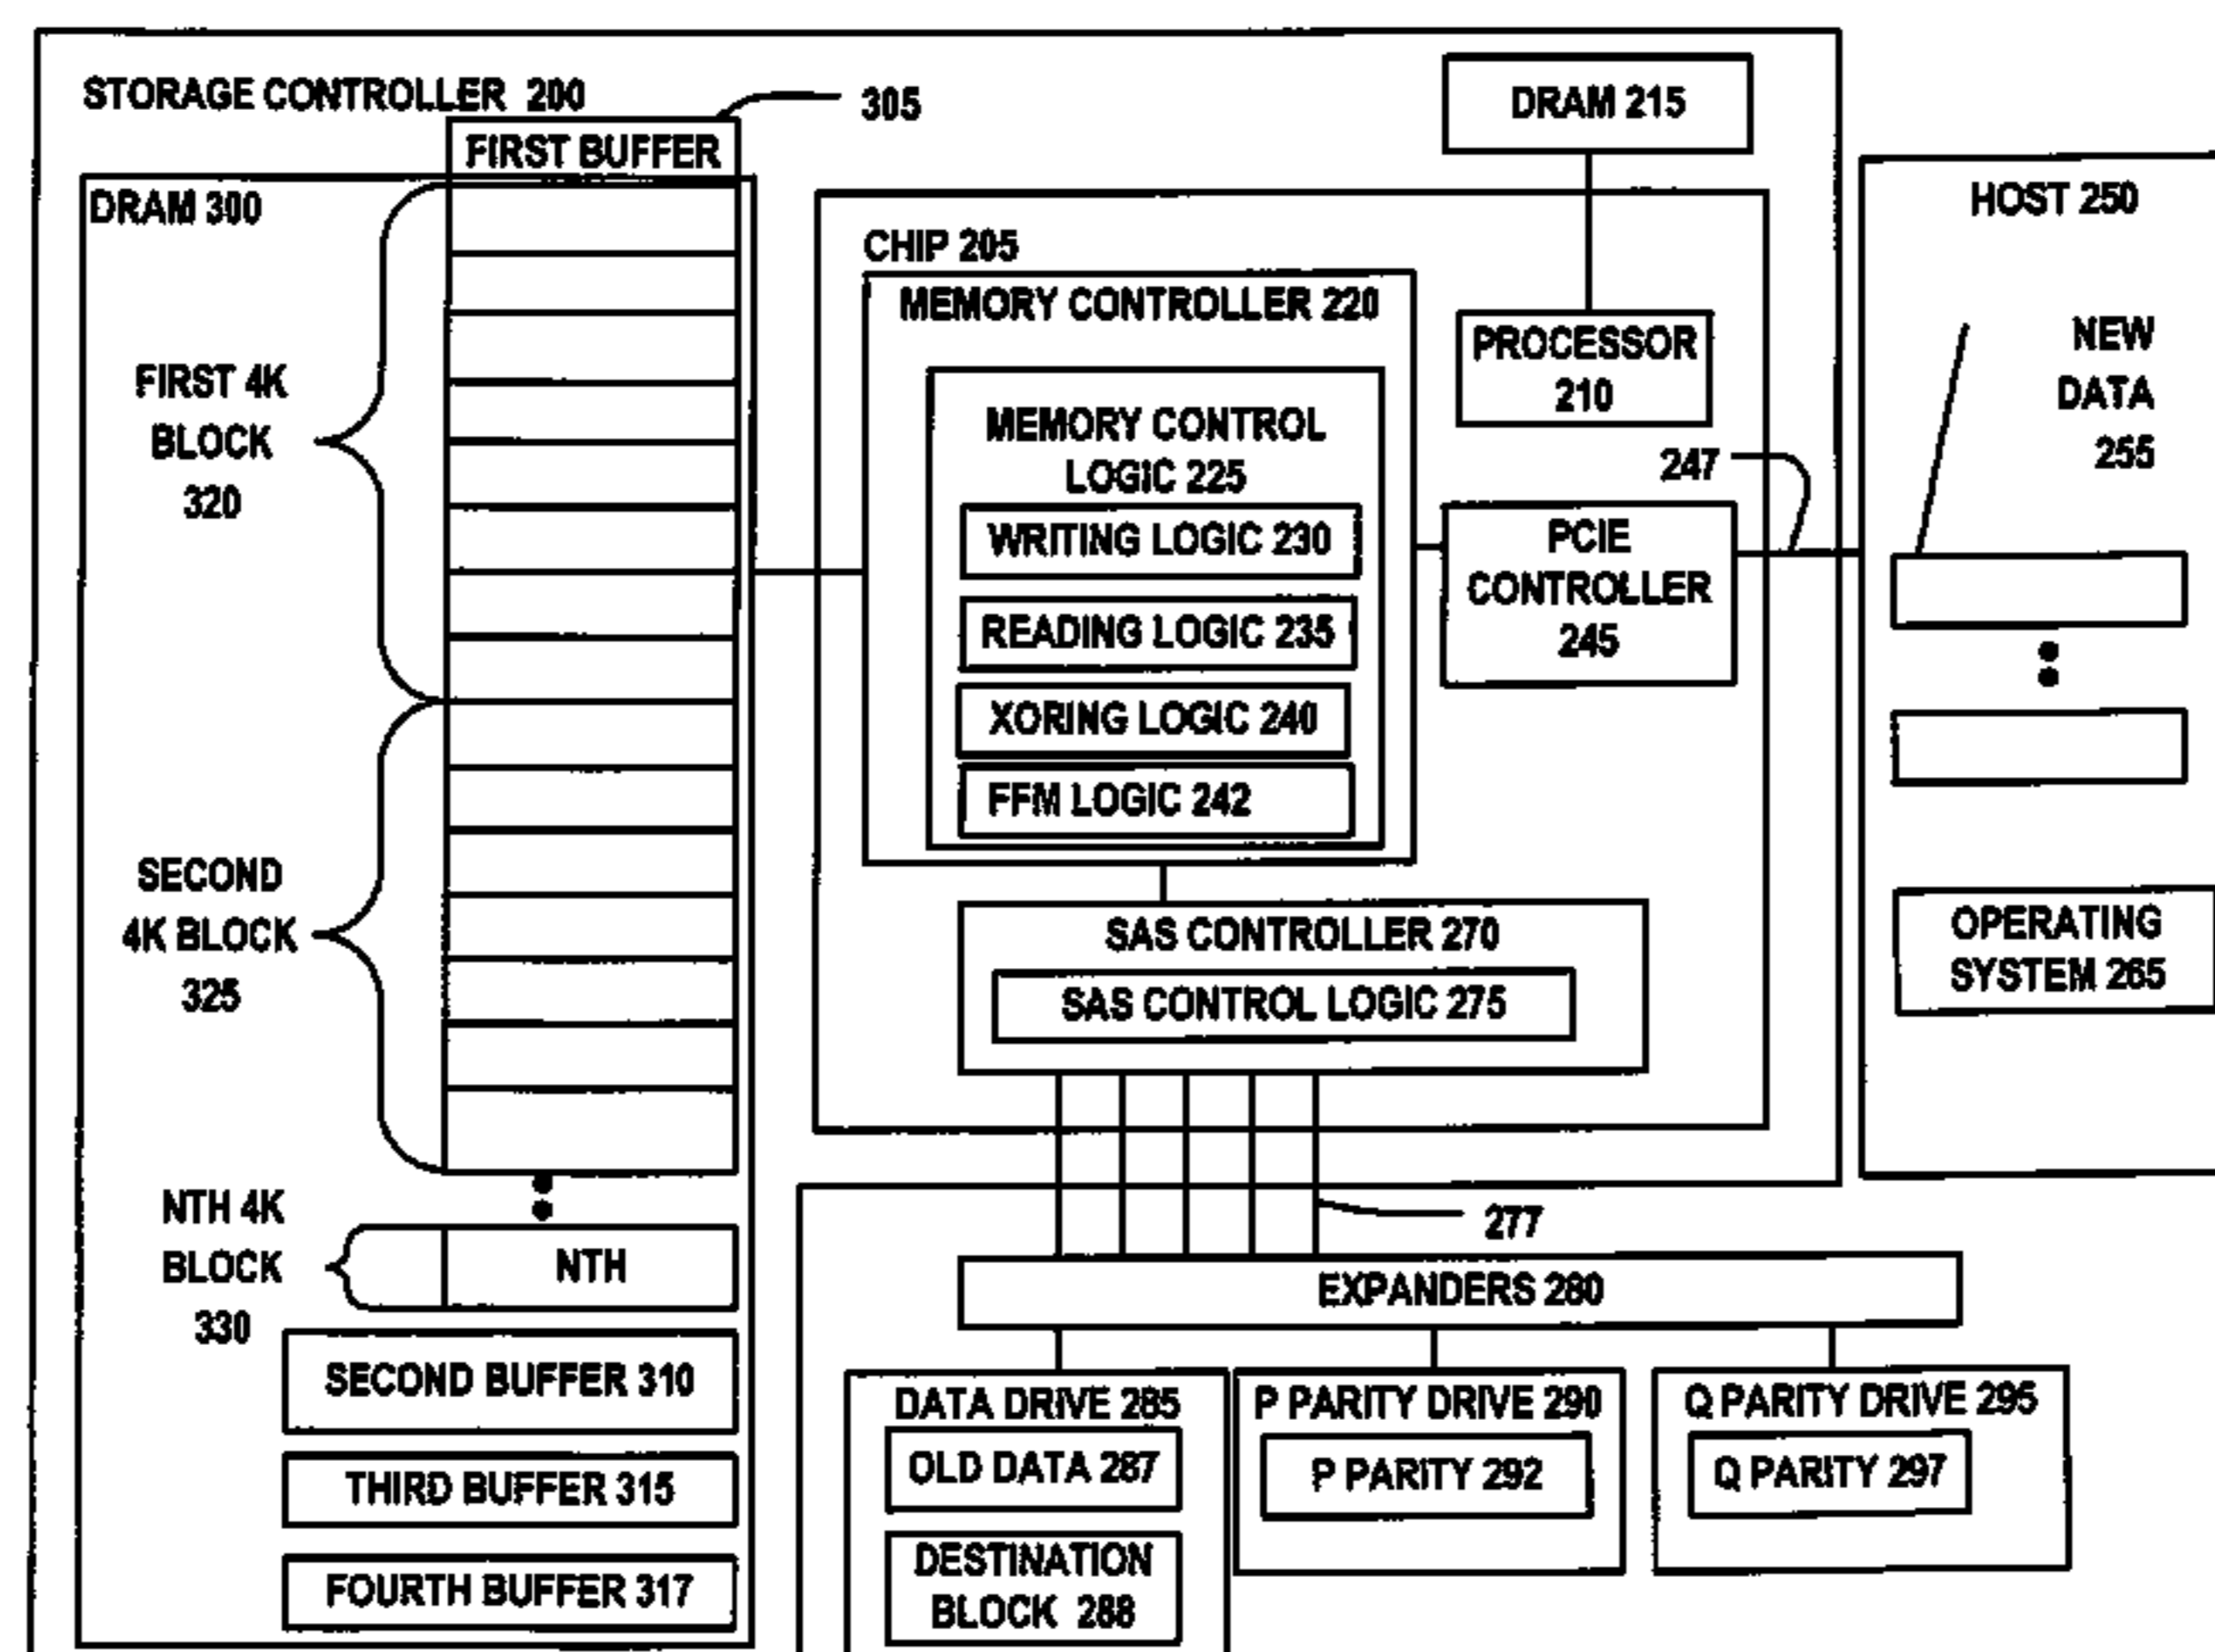 STORAGE CONTROLLER 200
305
FIRST BUFFER
DRAM 300
FIRST 4K
BLOCK
320
SECOND
4K BLOCK
325
NTH 4K
BLOCK
330
NTH
SECOND BUFFER 310
THIRD BUFFER 315
FOURTH BUFFER 317
DRAM 215
CHIP 205
MEMORY CONTROLLER 220
MEMORY CONTROL
LOGIC 225
WRITING LOGIC 230
READING LOGIC 235
XORING LOGIC 240
FFM LOGIC 242
PROCESSOR
210
247
PCIE
CONTROLLER
245
SAS CONTROLLER 270
SAS CONTROL LOGIC 275
277
HOST 250
NEW
DATA
255
OPERATING
SYSTEM 265
EXPANDERS 280
DATA DRIVE 285
OLD DATA 287
DESTINATION
BLOCK 288
P PARITY DRIVE 290
P PARITY 292
Q PARITY DRIVE 295
Q PARITY 297